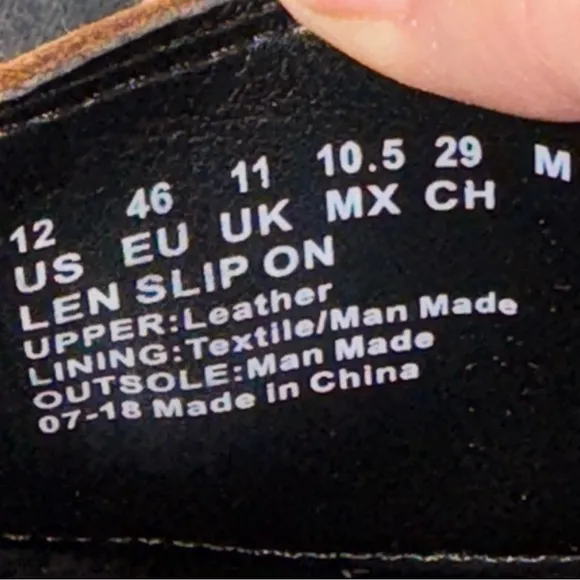 12 46 11 10.5 29 M
US EU UK MX CH
LEN SLIP ON
UPPER:Leather
LINING:Textile/Man Made
OUTSOLE:Man Made
07-18 Made in China